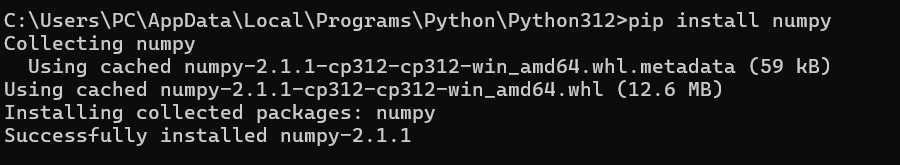 C:\Users\PC\AppData\Local\Programs\Python\Python312>pip install numpy
Collecting numpy
  Using cached numpy-2.1.1-cp312-cp312-win_amd64.whl.metadata (59 kB)
Using cached numpy-2.1.1-cp312-cp312-win_amd64.whl (12.6 MB)
Installing collected packages: numpy
Successfully installed numpy-2.1.1